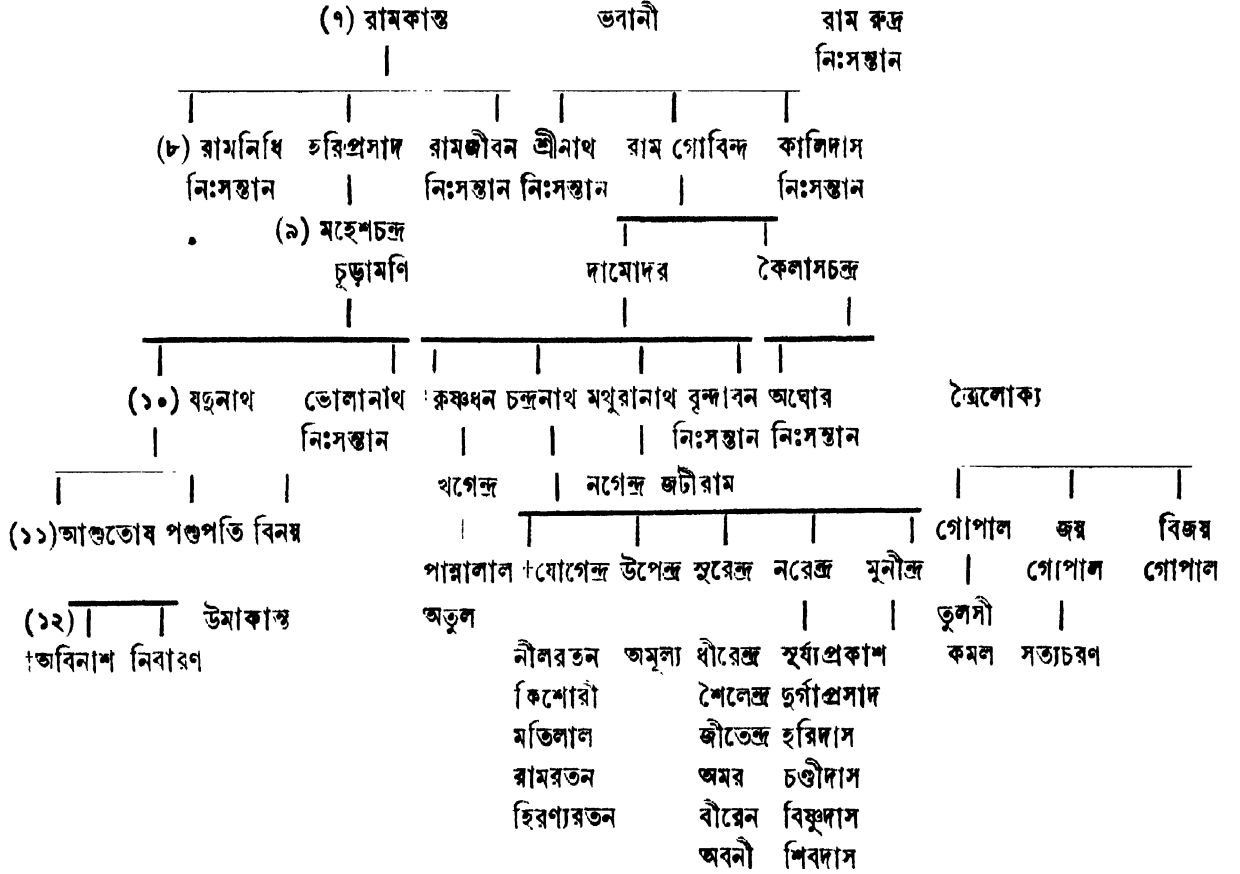 (৭) রামকান্ত ভবানী রাম রুদ্র
নিঃসন্তান
(৮) রামনিধি হরিপ্রসাদ রামজীবন শ্রীনাথ রাম গোবিন্দ কালিদাস
নিঃসন্তান নিঃসন্তান নিঃসন্তান নিঃসন্তান
(৯) মহেশচন্দ্র
চূড়ামণি দামোদর কৈলাসচন্দ্র
(১০) যদুনাথ ভোলানাথ কৃষ্ণধন চন্দ্রনাথ মথুরানাথ বৃন্দাবন অঘোর ত্রৈলোক্য
নিঃসন্তান নিঃসন্তান নিঃসন্তান
খগেন্দ্র নগেন্দ্র জটীরাম
(১১)আশুতোষ পশুপতি বিনয় গোপাল জয় বিজয়
পান্নালাল †যোগেন্দ্র উপেন্দ্র সুরেন্দ্র নরেন্দ্র মুনীন্দ্র গোপাল গোপাল
(১২) উমাকান্ত অতুল তুলসী
†অবিনাশ নিবারণ নীলরতন অমূল্য ধীরেন্দ্র সূর্য্যপ্রকাশ কমল সত্যচরণ
কিশোরী শৈলেন্দ্র দুর্গাপ্রসাদ
মতিলাল জীতেন্দ্র হরিদাস
রামরতন অমর চণ্ডীদাস
হিরণ্যরতন বীরেন বিষ্ণুদাস
অবনী শিবদাস